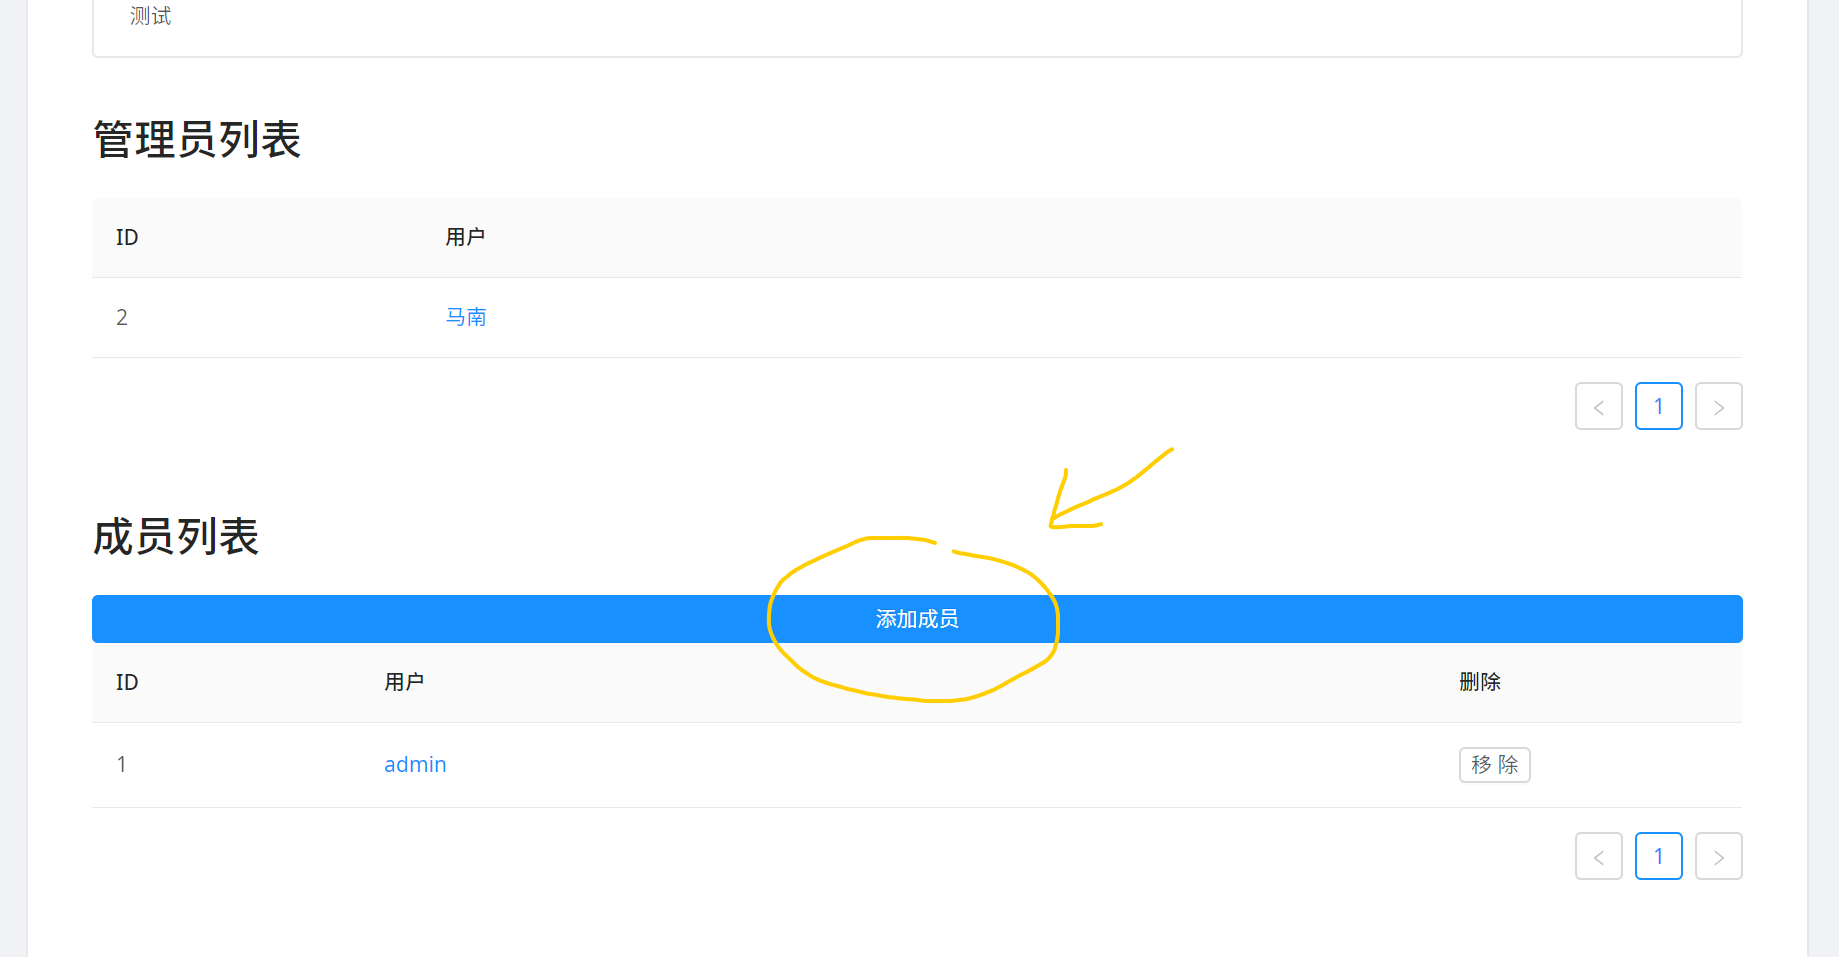 测试
管理员列表
ID 用户
2 马南
< 1 >
成员列表
添加成员
ID 用户 删除
1 admin 移 除
< 1 >